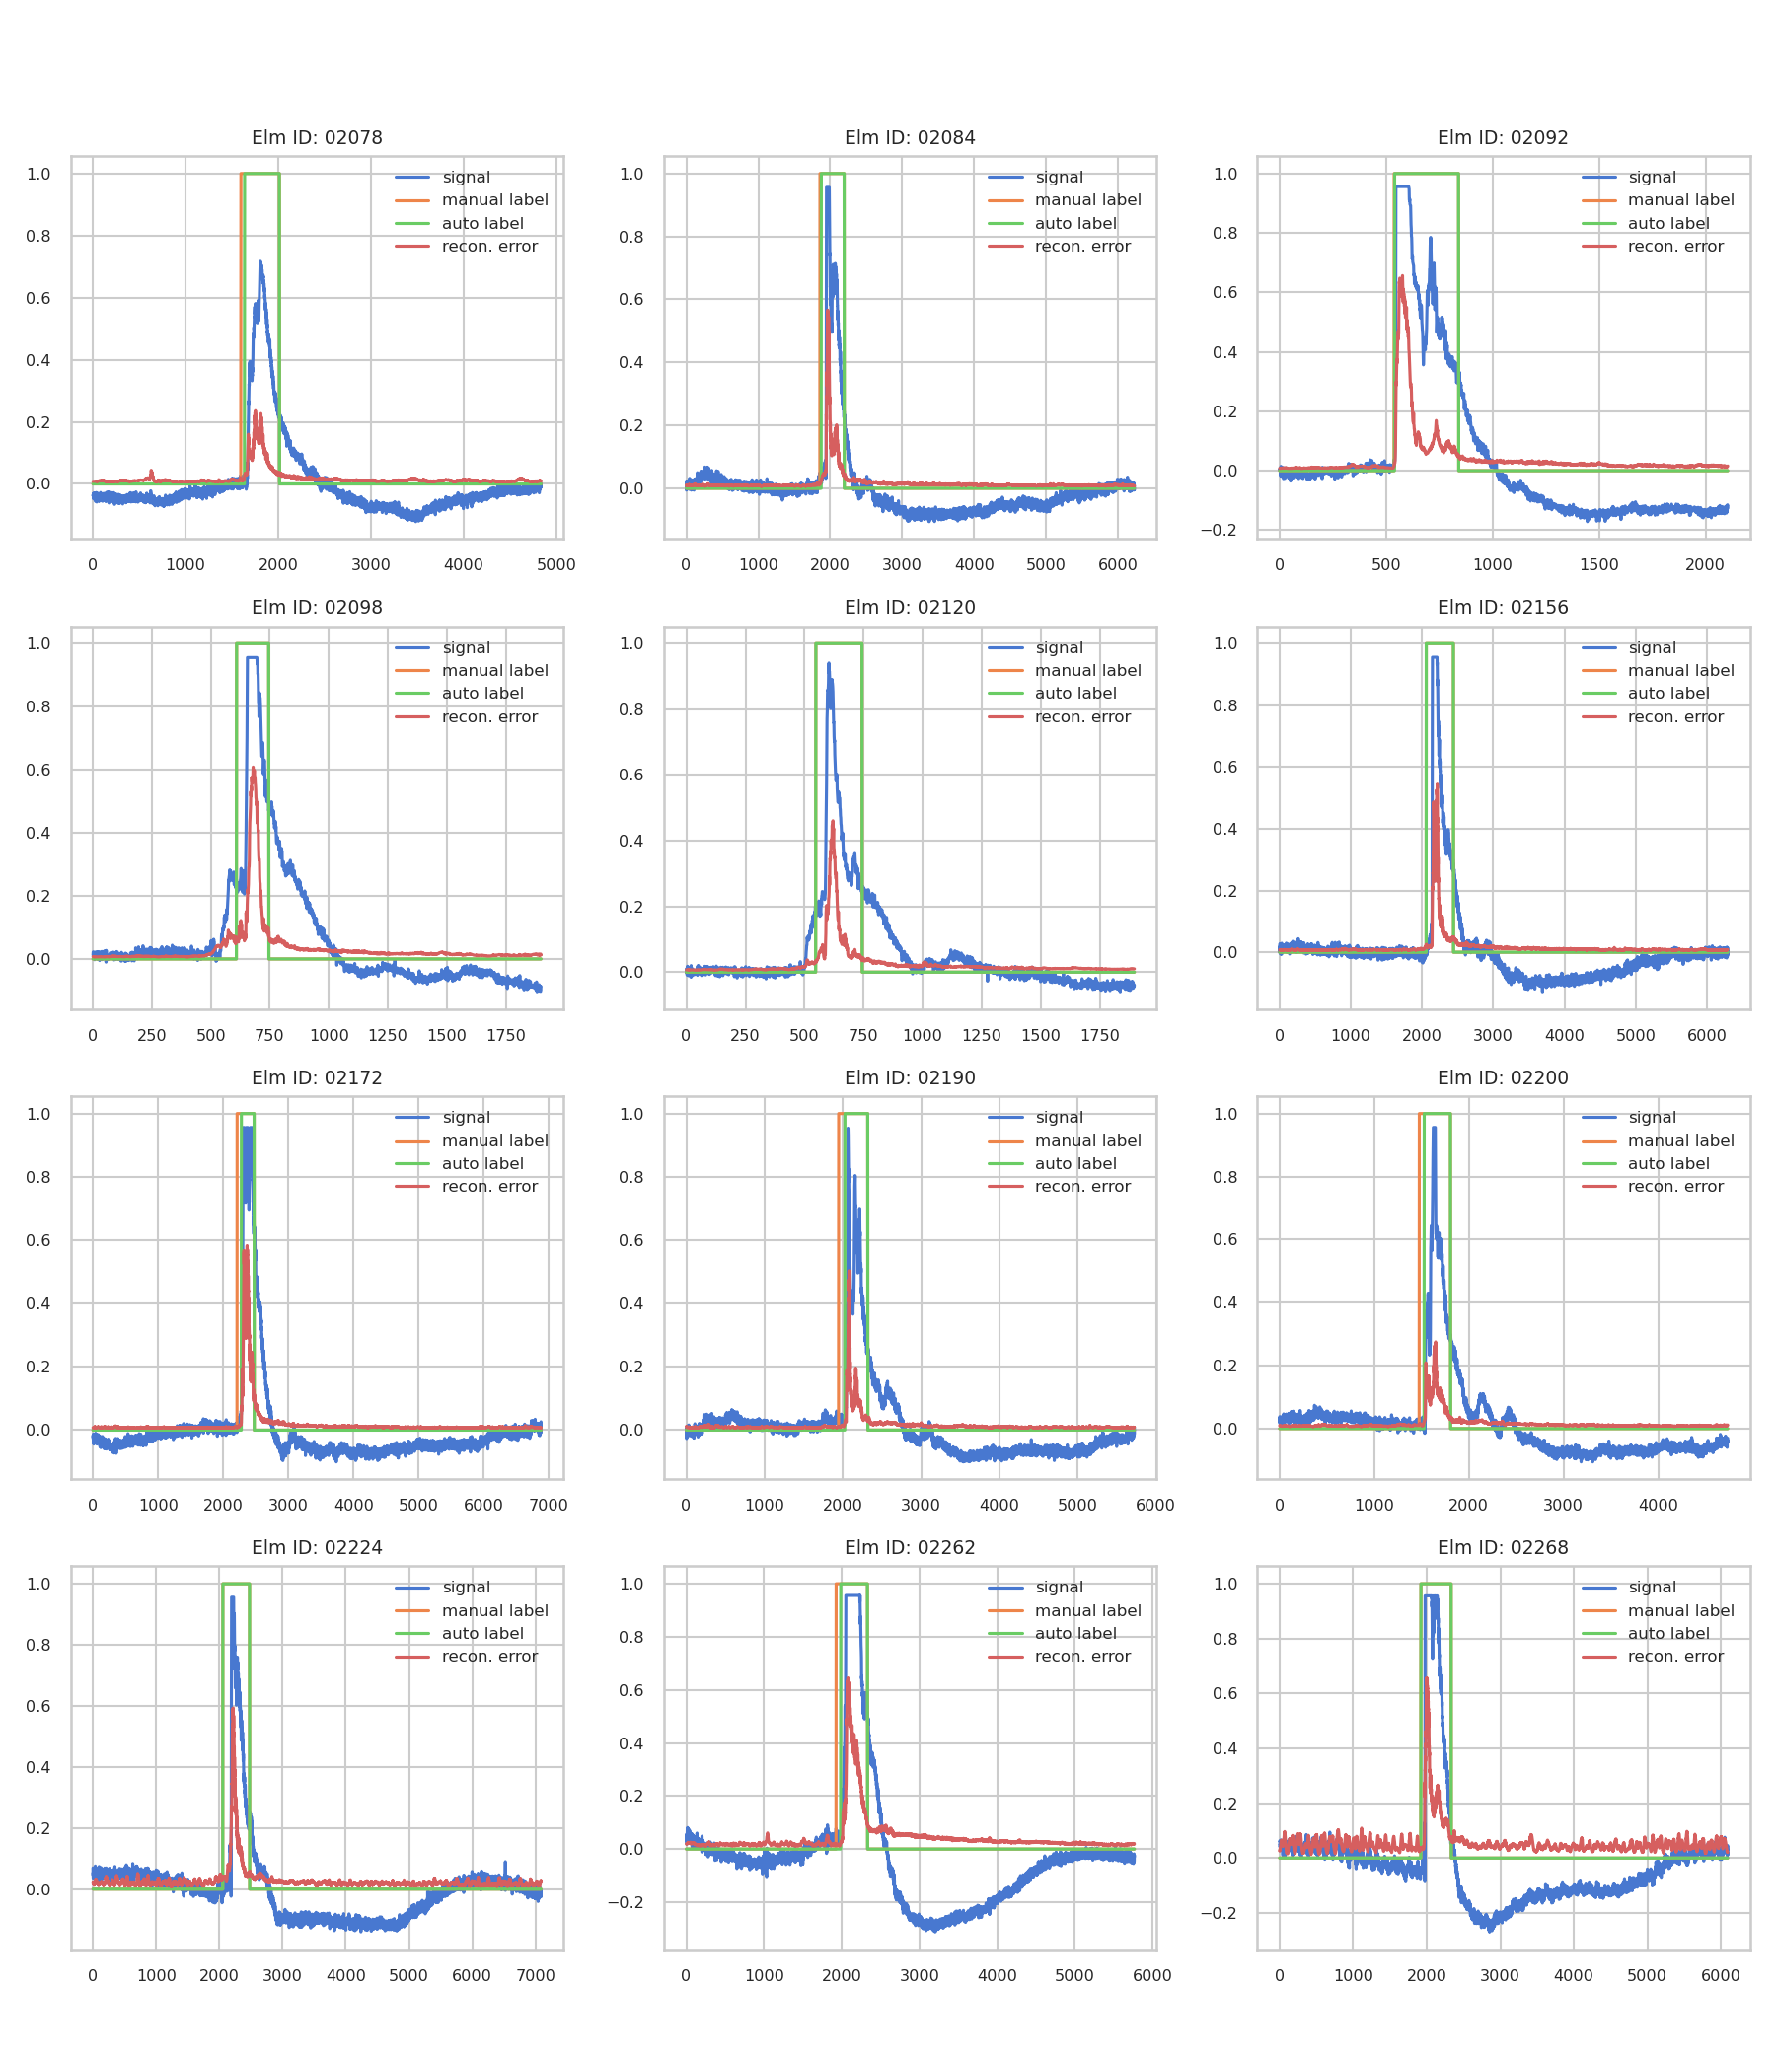 Elm ID: 02078
Elm ID: 02084
Elm ID: 02092
1.0
0.8
0.6
0.4
0.2
0.0
signal
manual label
auto label
recon. error
0 1000 2000 3000 4000 5000
1.0
0.8
0.6
0.4
0.2
0.0
signal
manual label
auto label
recon. error
0 1000 2000 3000 4000 5000 6000
1.0
0.8
0.6
0.4
0.2
0.0
−0.2
signal
manual label
auto label
recon. error
0 500 1000 1500 2000
Elm ID: 02098
Elm ID: 02120
Elm ID: 02156
1.0
0.8
0.6
0.4
0.2
0.0
signal
manual label
auto label
recon. error
0 250 500 750 1000 1250 1500 1750
1.0
0.8
0.6
0.4
0.2
0.0
signal
manual label
auto label
recon. error
0 250 500 750 1000 1250 1500 1750
1.0
0.8
0.6
0.4
0.2
0.0
signal
manual label
auto label
recon. error
0 1000 2000 3000 4000 5000 6000
Elm ID: 02172
Elm ID: 02190
Elm ID: 02200
1.0
0.8
0.6
0.4
0.2
0.0
signal
manual label
auto label
recon. error
0 1000 2000 3000 4000 5000 6000 7000
1.0
0.8
0.6
0.4
0.2
0.0
signal
manual label
auto label
recon. error
0 1000 2000 3000 4000 5000 6000
1.0
0.8
0.6
0.4
0.2
0.0
signal
manual label
auto label
recon. error
0 1000 2000 3000 4000
Elm ID: 02224
Elm ID: 02262
Elm ID: 02268
1.0
0.8
0.6
0.4
0.2
0.0
signal
manual label
auto label
recon. error
0 1000 2000 3000 4000 5000 6000 7000
1.0
0.8
0.6
0.4
0.2
0.0
−0.2
signal
manual label
auto label
recon. error
0 1000 2000 3000 4000 5000 6000
1.0
0.8
0.6
0.4
0.2
0.0
−0.2
signal
manual label
auto label
recon. error
0 1000 2000 3000 4000 5000 6000